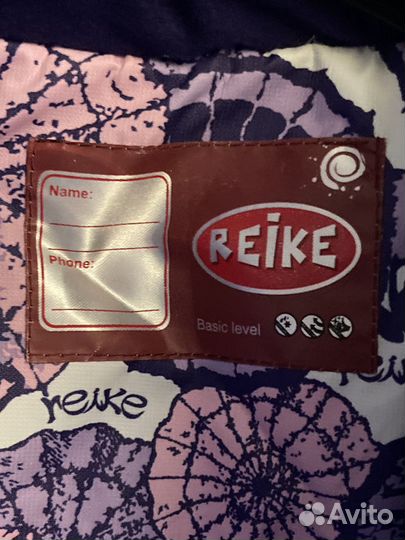 Name:
REIKE
Phone:
Basic level
reike
Avito